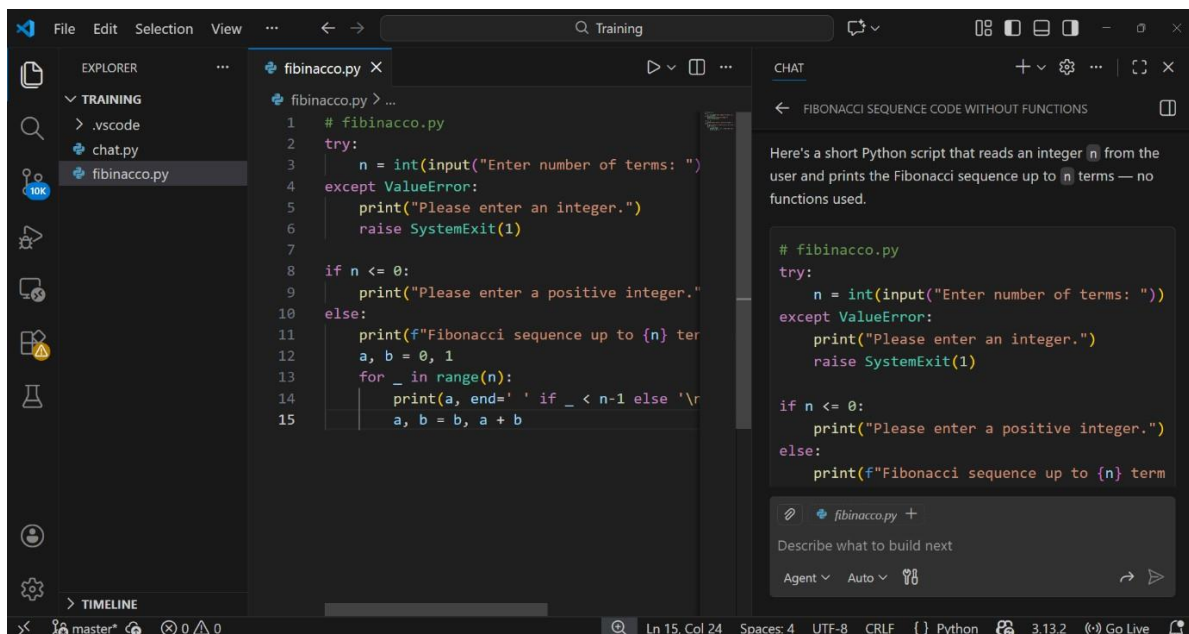 File Edit Selection View ··· Training
EXPLORER ···
TRAINING
.vscode
chat.py
fibinacco.py
10K
TIMELINE
fibinacco.py
fibinacco.py > ...
1 # fibinacco.py
2 try:
3 n = int(input("Enter number of terms: ")
4 except ValueError:
5 print("Please enter an integer.")
6 raise SystemExit(1)
7
8 if n <= 0:
9 print("Please enter a positive integer."
10 else:
11 print(f"Fibonacci sequence up to {n} ter
12 a, b = 0, 1
13 for _ in range(n):
14 print(a, end=' ' if _ < n-1 else '\n
15 a, b = b, a + b
CHAT
FIBONACCI SEQUENCE CODE WITHOUT FUNCTIONS
Here's a short Python script that reads an integer n from the
user and prints the Fibonacci sequence up to n terms — no
functions used.
# fibinacco.py
try:
n = int(input("Enter number of terms: "))
except ValueError:
print("Please enter an integer.")
raise SystemExit(1)
if n <= 0:
print("Please enter a positive integer.")
else:
print(f"Fibonacci sequence up to {n} term
fibinacco.py +
Describe what to build next
Agent Auto
master* 0 0 Ln 15, Col 24 Spaces: 4 UTF-8 CRLF { } Python 3.13.2 Go Live